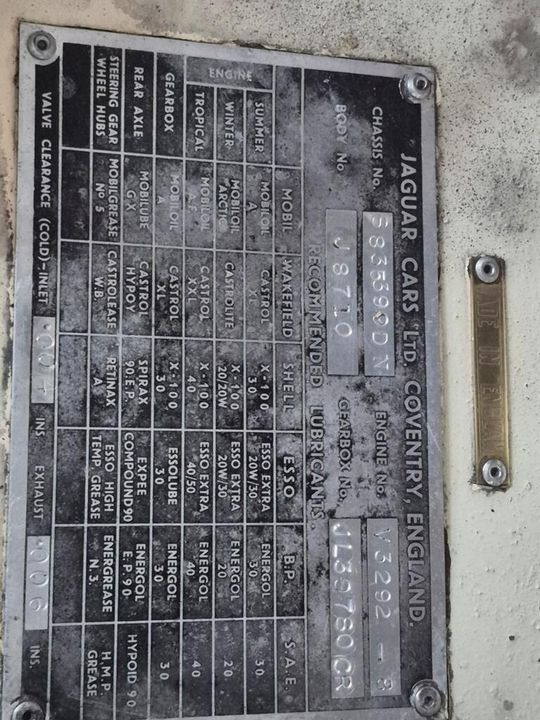 MADE IN ENGLAND
JAGUAR CARS LTD. COVENTRY, ENGLAND.
CHASSIS No. S835399DN ENGINE No. V3292-8
BODY No J8710 GEARBOX No. JL39780CR
RECOMMENDED LUBRICANTS.
MOBIL WAKEFIELD SHELL ESSO B.P. S.A.E.
ENGINE
SUMMER MOBILOIL A CASTROL XL X-100 30 ESSO EXTRA 20W/30 ENERGOL 30 30
WINTER MOBILOIL ARCTIC CASTROLITE X-100 20/20W ESSO EXTRA 20W/30 ENERGOL 20 20
TROPICAL MOBILOIL A.F. CASTROL XXL X-100 40 ESSO EXTRA 40/50 ENERGOL 40 40
GEARBOX MOBILOIL A CASTROL XL X-100 30 ESSOLUBE 30 ENERGOL 30 30
REAR AXLE MOBILUBE GX CASTROL HYPOY SPIRAX 90.E.P. EXPEE COMPOUND 90 ENERGOL E.P.90- HYPOID 90
STEERING GEAR WHEEL HUBS MOBILGREASE No 5 CASTROLEASE W.B. RETINAX A ESSO HIGH TEMP. GREASE ENERGREASE N.3. H.M.P. GREASE
VALVE CLEARANCE (COLD)-INLET .004 INS EXHAUST .006 INS.